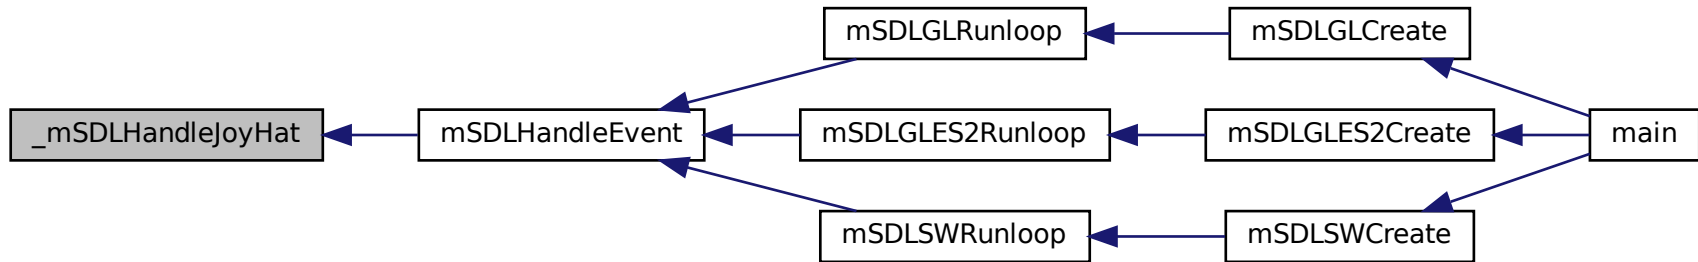 mSDLGLRunloop
mSDLGLCreate
_mSDLHandleJoyHat
mSDLHandleEvent
mSDLGLES2Runloop
mSDLGLES2Create
main
mSDLSWRunloop
mSDLSWCreate